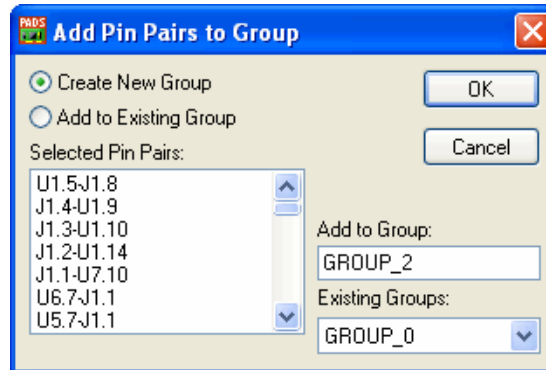 PADS Add Pin Pairs to Group
Create New Group
OK
Add to Existing Group
Cancel
Selected Pin Pairs:
U1.5-J1.8
J1.4-U1.9
J1.3-U1.10
J1.2-U1.14
J1.1-U7.10
U6.7-J1.1
U5.7-J1.1
Add to Group:
GROUP_2
Existing Groups:
GROUP_0